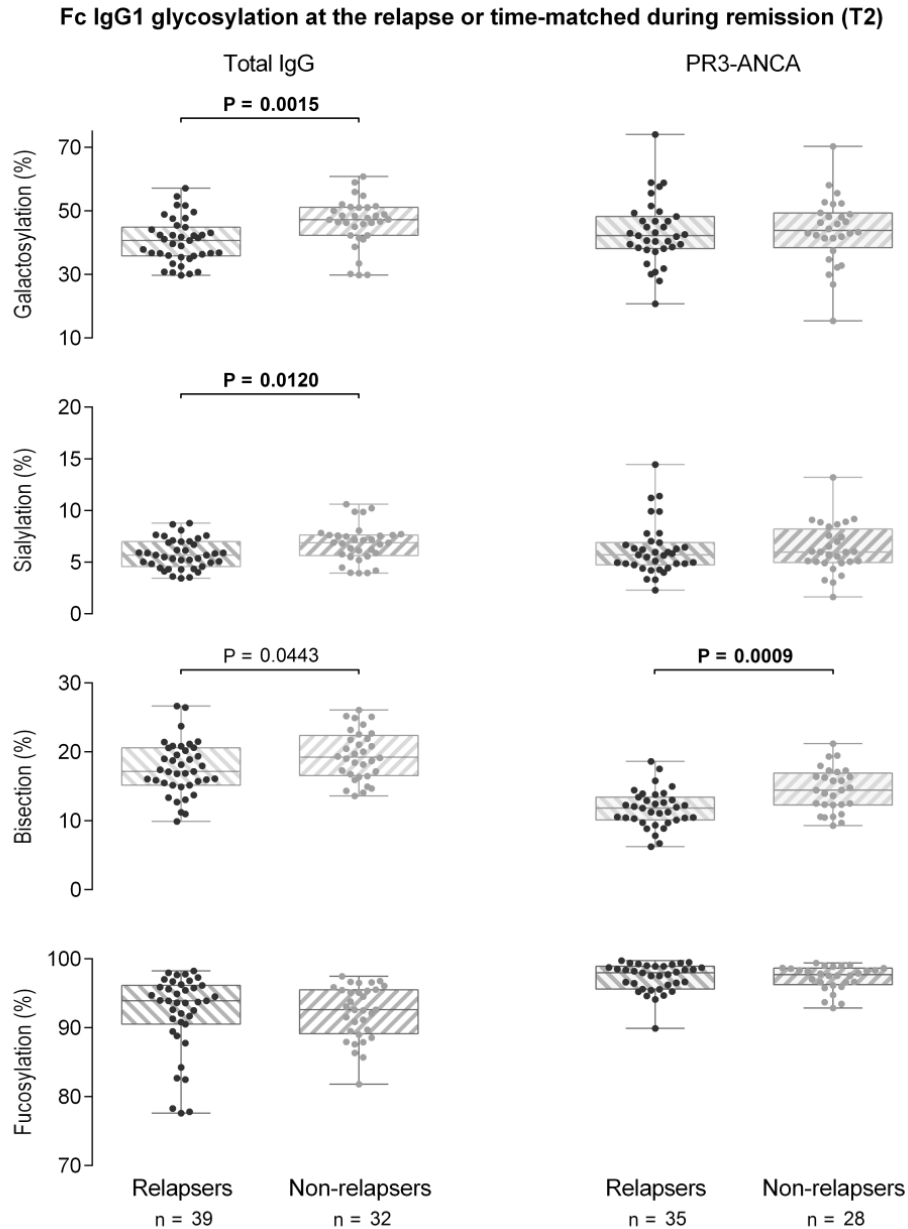 Fc IgG1 glycosylation at the relapse or time-matched during remission (T2)
Total IgG
PR3-ANCA
P = 0.0015
Galactosylation (%)
70
50
30
10
P = 0.0120
Sialylation (%)
20
15
10
5
0
P = 0.0443
P = 0.0009
Bisection (%)
30
20
10
0
Fucosylation (%)
100
90
80
70
Relapsers
Non-relapsers
Relapsers
Non-relapsers
n = 39
n = 32
n = 35
n = 28